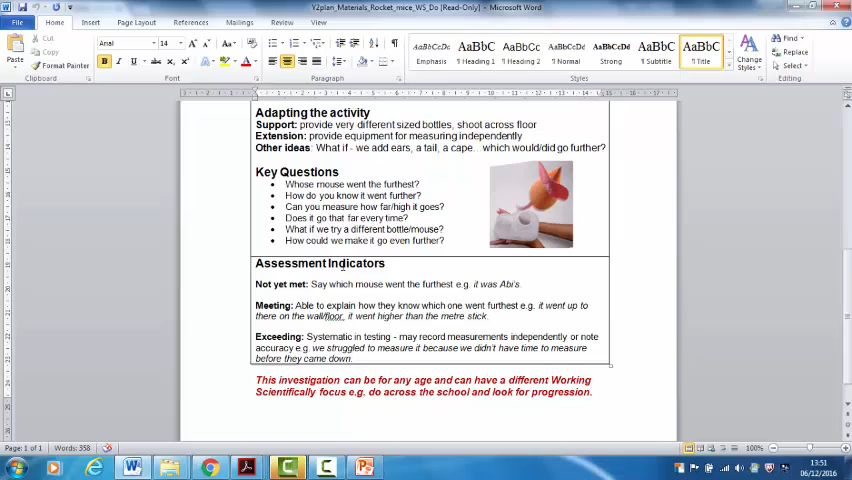 Y2plan_Materials_Rocket_mice_WS_Do [Read-Only] - Microsoft Word
File Home Insert Page Layout References Mailings Review View
Cut
Copy
Paste
Format Painter
Clipboard
Arial 14
Font
Paragraph
AaBbC AaBbC AaBbCc AaBbCc AaBbCc AaBbC AaBbC
Emphasis ¶ Heading 1 ¶ Heading 2 ¶ Normal Strong ¶ Subtitle ¶ Title
Change Styles
Styles
Find
Replace
Select
Editing
Adapting the activity
Support: provide very different sized bottles, shoot across floor
Extension: provide equipment for measuring independently
Other ideas: What if - we add ears, a tail, a cape.. which would/did go further?
Key Questions
• Whose mouse went the furthest?
• How do you know it went further?
• Can you measure how far/high it goes?
• Does it go that far every time?
• What if we try a different bottle/mouse?
• How could we make it go even further?
Assessment Indicators
Not yet met: Say which mouse went the furthest e.g. it was Abi's.
Meeting: Able to explain how they know which one went furthest e.g. it went up to
there on the wall/floor, it went higher than the metre stick.
Exceeding: Systematic in testing - may record measurements independently or note
accuracy e.g. we struggled to measure it because we didn't have time to measure
before they came down.
This investigation can be for any age and can have a different Working
Scientifically focus e.g. do across the school and look for progression.
Page: 1 of 1 Words: 358 100%
13:51
06/12/2016